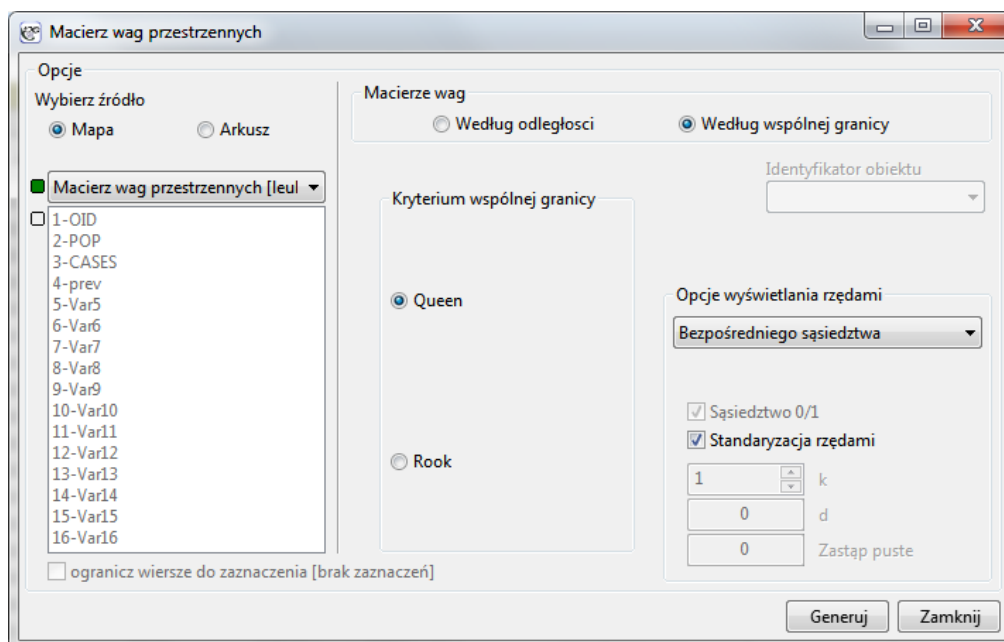 Macierz wag przestrzennych
Opcje
Wybierz źródło
Mapa
Arkusz
Macierz wag przestrzennych [leul
1-OID
2-POP
3-CASES
4-prev
5-Var5
6-Var6
7-Var7
8-Var8
9-Var9
10-Var10
11-Var11
12-Var12
13-Var13
14-Var14
15-Var15
16-Var16
ogranicz wiersze do zaznaczenia [brak zaznaczeń]
Macierze wag
Według odległosci
Według wspólnej granicy
Identyfikator obiektu
Kryterium wspólnej granicy
Queen
Rook
Opcje wyświetlania rzędami
Bezpośredniego sąsiedztwa
Sąsiedztwo 0/1
Standaryzacja rzędami
1 k
0 d
0 Zastąp puste
Generuj
Zamknij